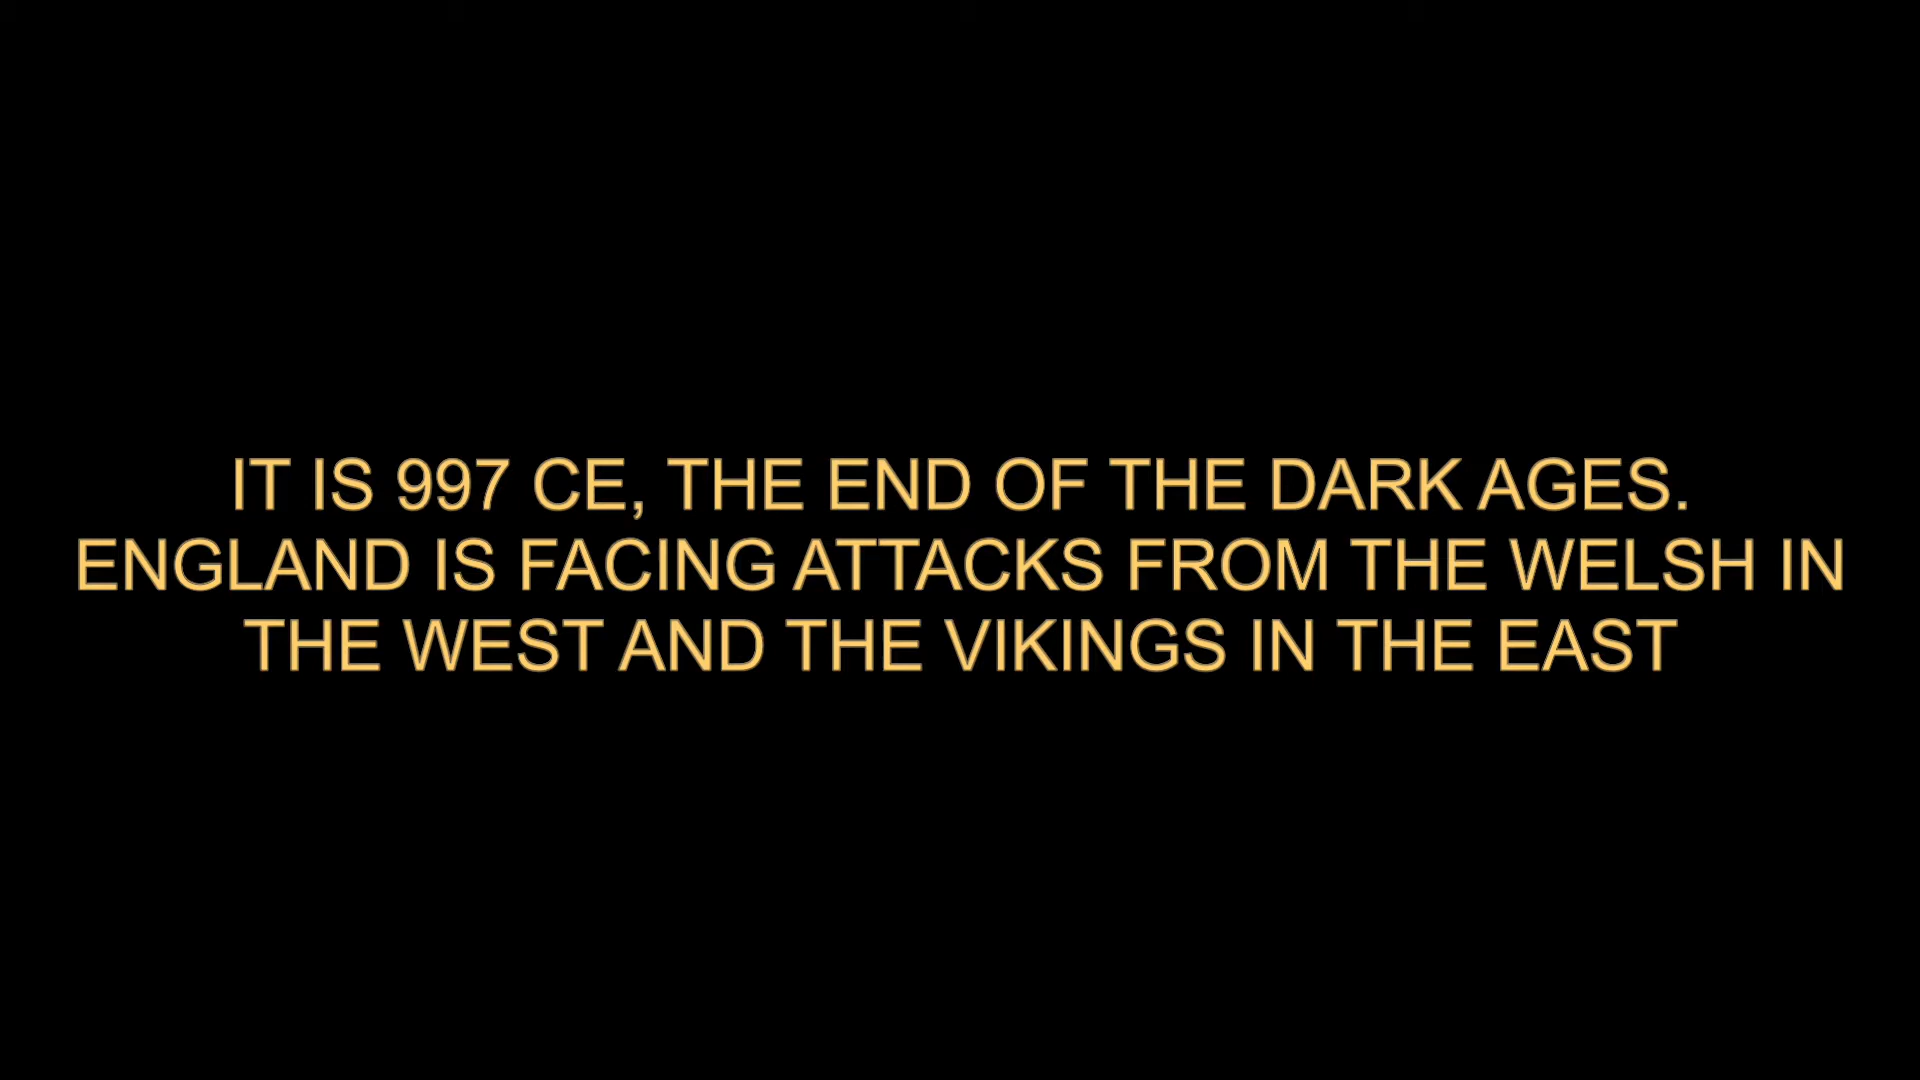 IT IS 997 CE, THE END OF THE DARK AGES.
ENGLAND IS FACING ATTACKS FROM THE WELSH IN
THE WEST AND THE VIKINGS IN THE EAST